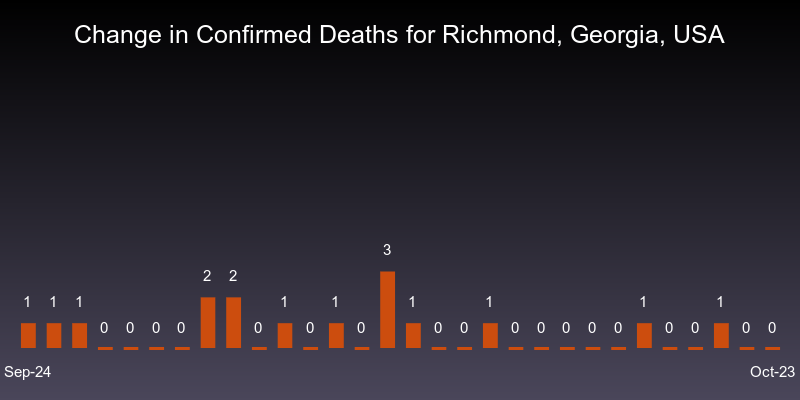 Change in Confirmed Deaths for Richmond, Georgia, USA
3
2 2
1 1 1 1 1 1 1 1 1
0 0 0 0 0 0 0 0 0 0 0 0 0 0 0 0 0 0
Sep-24 Oct-23